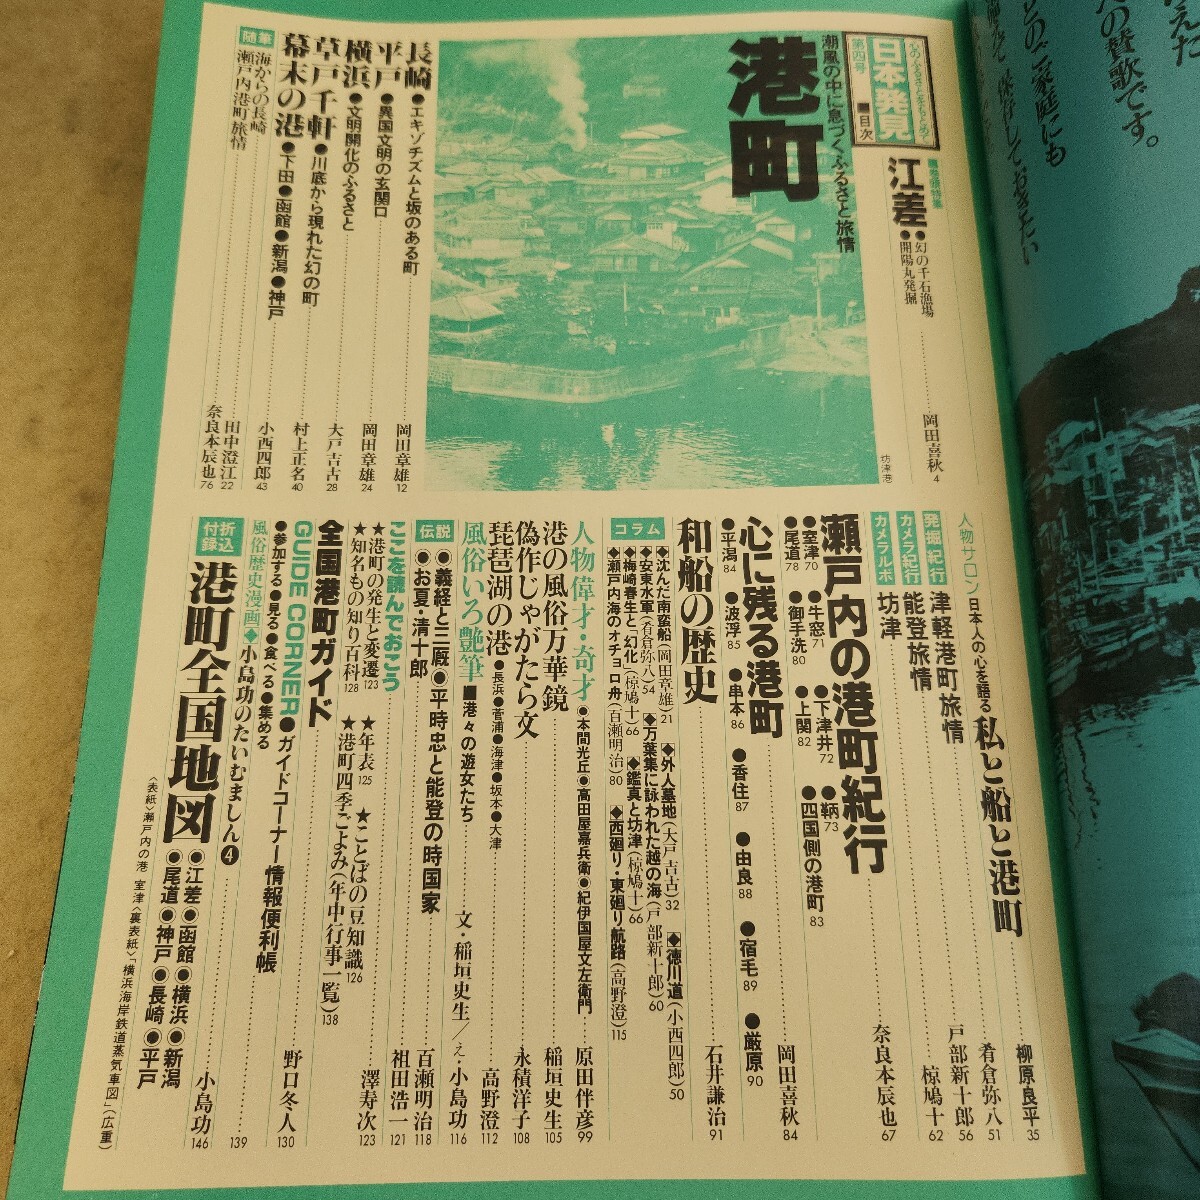 心のふるさとをもとめて
日本発見
第四号
■目次
潮風の中に息づくふるさと旅情
港町
坊津港
■巻頭特集
江差
●幻の千石漁場
●開陽丸発掘
岡田喜秋 4
長崎●エキゾチズムと坂のある町 岡田章雄 12
平戸●異国文明の玄関口 岡田章雄 24
横浜●文明開化のふるさと 大戸吉古 28
草戸千軒●川底から現れた幻の町 村上正名 40
幕末の港●下田●函館●新潟●神戸 小西四郎 43
随筆
海からの長崎 田中澄江 22
瀬戸内港町旅情 奈良本辰也 76
人物サロン 日本人の心を語る 私と船と港町 柳原良平 35
発掘紀行 津軽港町旅情 肴倉弥八 51
戸部新十郎 56
カメラ紀行 能登旅情 椋鳩十 62
カメラルポ 坊津 奈良本辰也 67
瀬戸内の港町紀行
●室津 70 ●牛窓 71 ●下津井 72 ●鞆 73
●尾道 78 ●御手洗 80 ●上関 82 ●四国側の港町 83
心に残る港町 岡田喜秋 84
●平潟 84 ●波浮 85 ●串本 86 ●香住 87 ●由良 88 ●宿毛 89 ●厳原 90
和船の歴史 石井謙治 91
コラム
◆沈んだ南蛮船(岡田章雄)21 ◆外人墓地(大戸吉古)32 ◆徳川道(小西四郎)50
◆安東水軍(肴倉弥八)54 ◆万葉集に詠われた越の海(戸部新十郎)60
◆梅崎春生と「幻化」(椋鳩十)66 ◆鑑真と坊津(椋鳩十)66
◆瀬戸内海のオチョロ舟(百瀬明治)80 ◆西廻り・東廻り航路(高野澄)115
人物偉才・奇才●本間光丘●高田屋嘉兵衛●紀伊国屋文左衛門 原田伴彦 99
港の風俗万華鏡 稲垣史生 105
偽作じゃがたら文 永積洋子 108
琵琶湖の港●長浜●菅浦●海津●坂本●大津 高野澄 112
風俗いろ艶筆■港々の遊女たち 文・稲垣史生/え・小島功 116
伝説
●義経と三厩●平時忠と能登の時国家 百瀬明治 118
●お夏・清十郎 祖田浩一 121
ここを読んでおこう 澤寿次 123
★港町の発生と変遷 123 ★年表 125 ★ことばの豆知識 126
★知名もの知り百科 128 ★港町四季ごよみ(年中行事一覧)138
全国港町ガイド 野口冬人 130
GUIDE CORNER●ガイドコーナー情報便利帳 139
●参加する●見る●食べる●集める
風俗歴史漫画◆小島功のたいむましん❹ 小島功 146
折込付録
港町全国地図
●江差●函館●横浜●新潟
●尾道●神戸●長崎●平戸
〈表紙〉瀬戸内の港 室津〈裏表紙〉「横浜海岸鉄道蒸気車図」(広重)
の賛歌です。
のご家庭にも
保存しておきたい